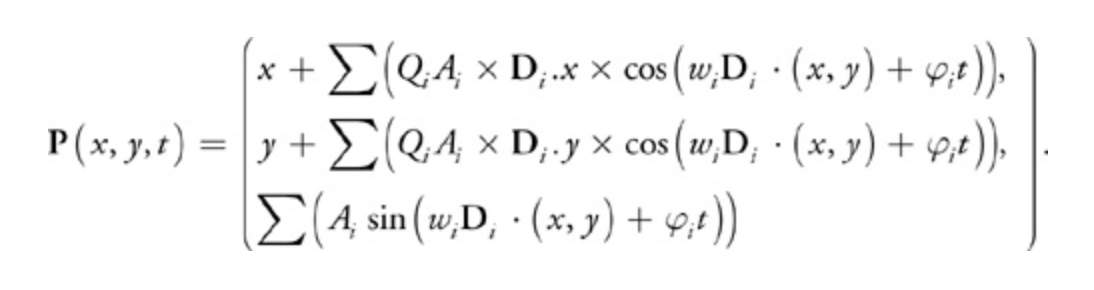 x + ∑(QᵢAᵢ × Dᵢ.x × cos(wᵢDᵢ · (x, y) + φᵢt)),
P(x, y, t) = y + ∑(QᵢAᵢ × Dᵢ.y × cos(wᵢDᵢ · (x, y) + φᵢt)), .
∑(Aᵢ sin(wᵢDᵢ · (x, y) + φᵢt))